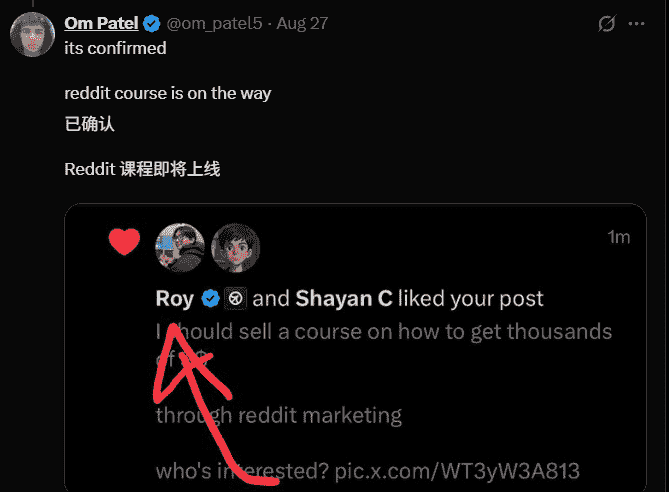 Om Patel @om_patel5 · Aug 27
its confirmed
reddit course is on the way
已确认
Reddit 课程即将上线
1m
Roy and Shayan C liked your post
I should sell a course on how to get thousands
of $
through reddit marketing
who's interested? pic.x.com/WT3yW3A813